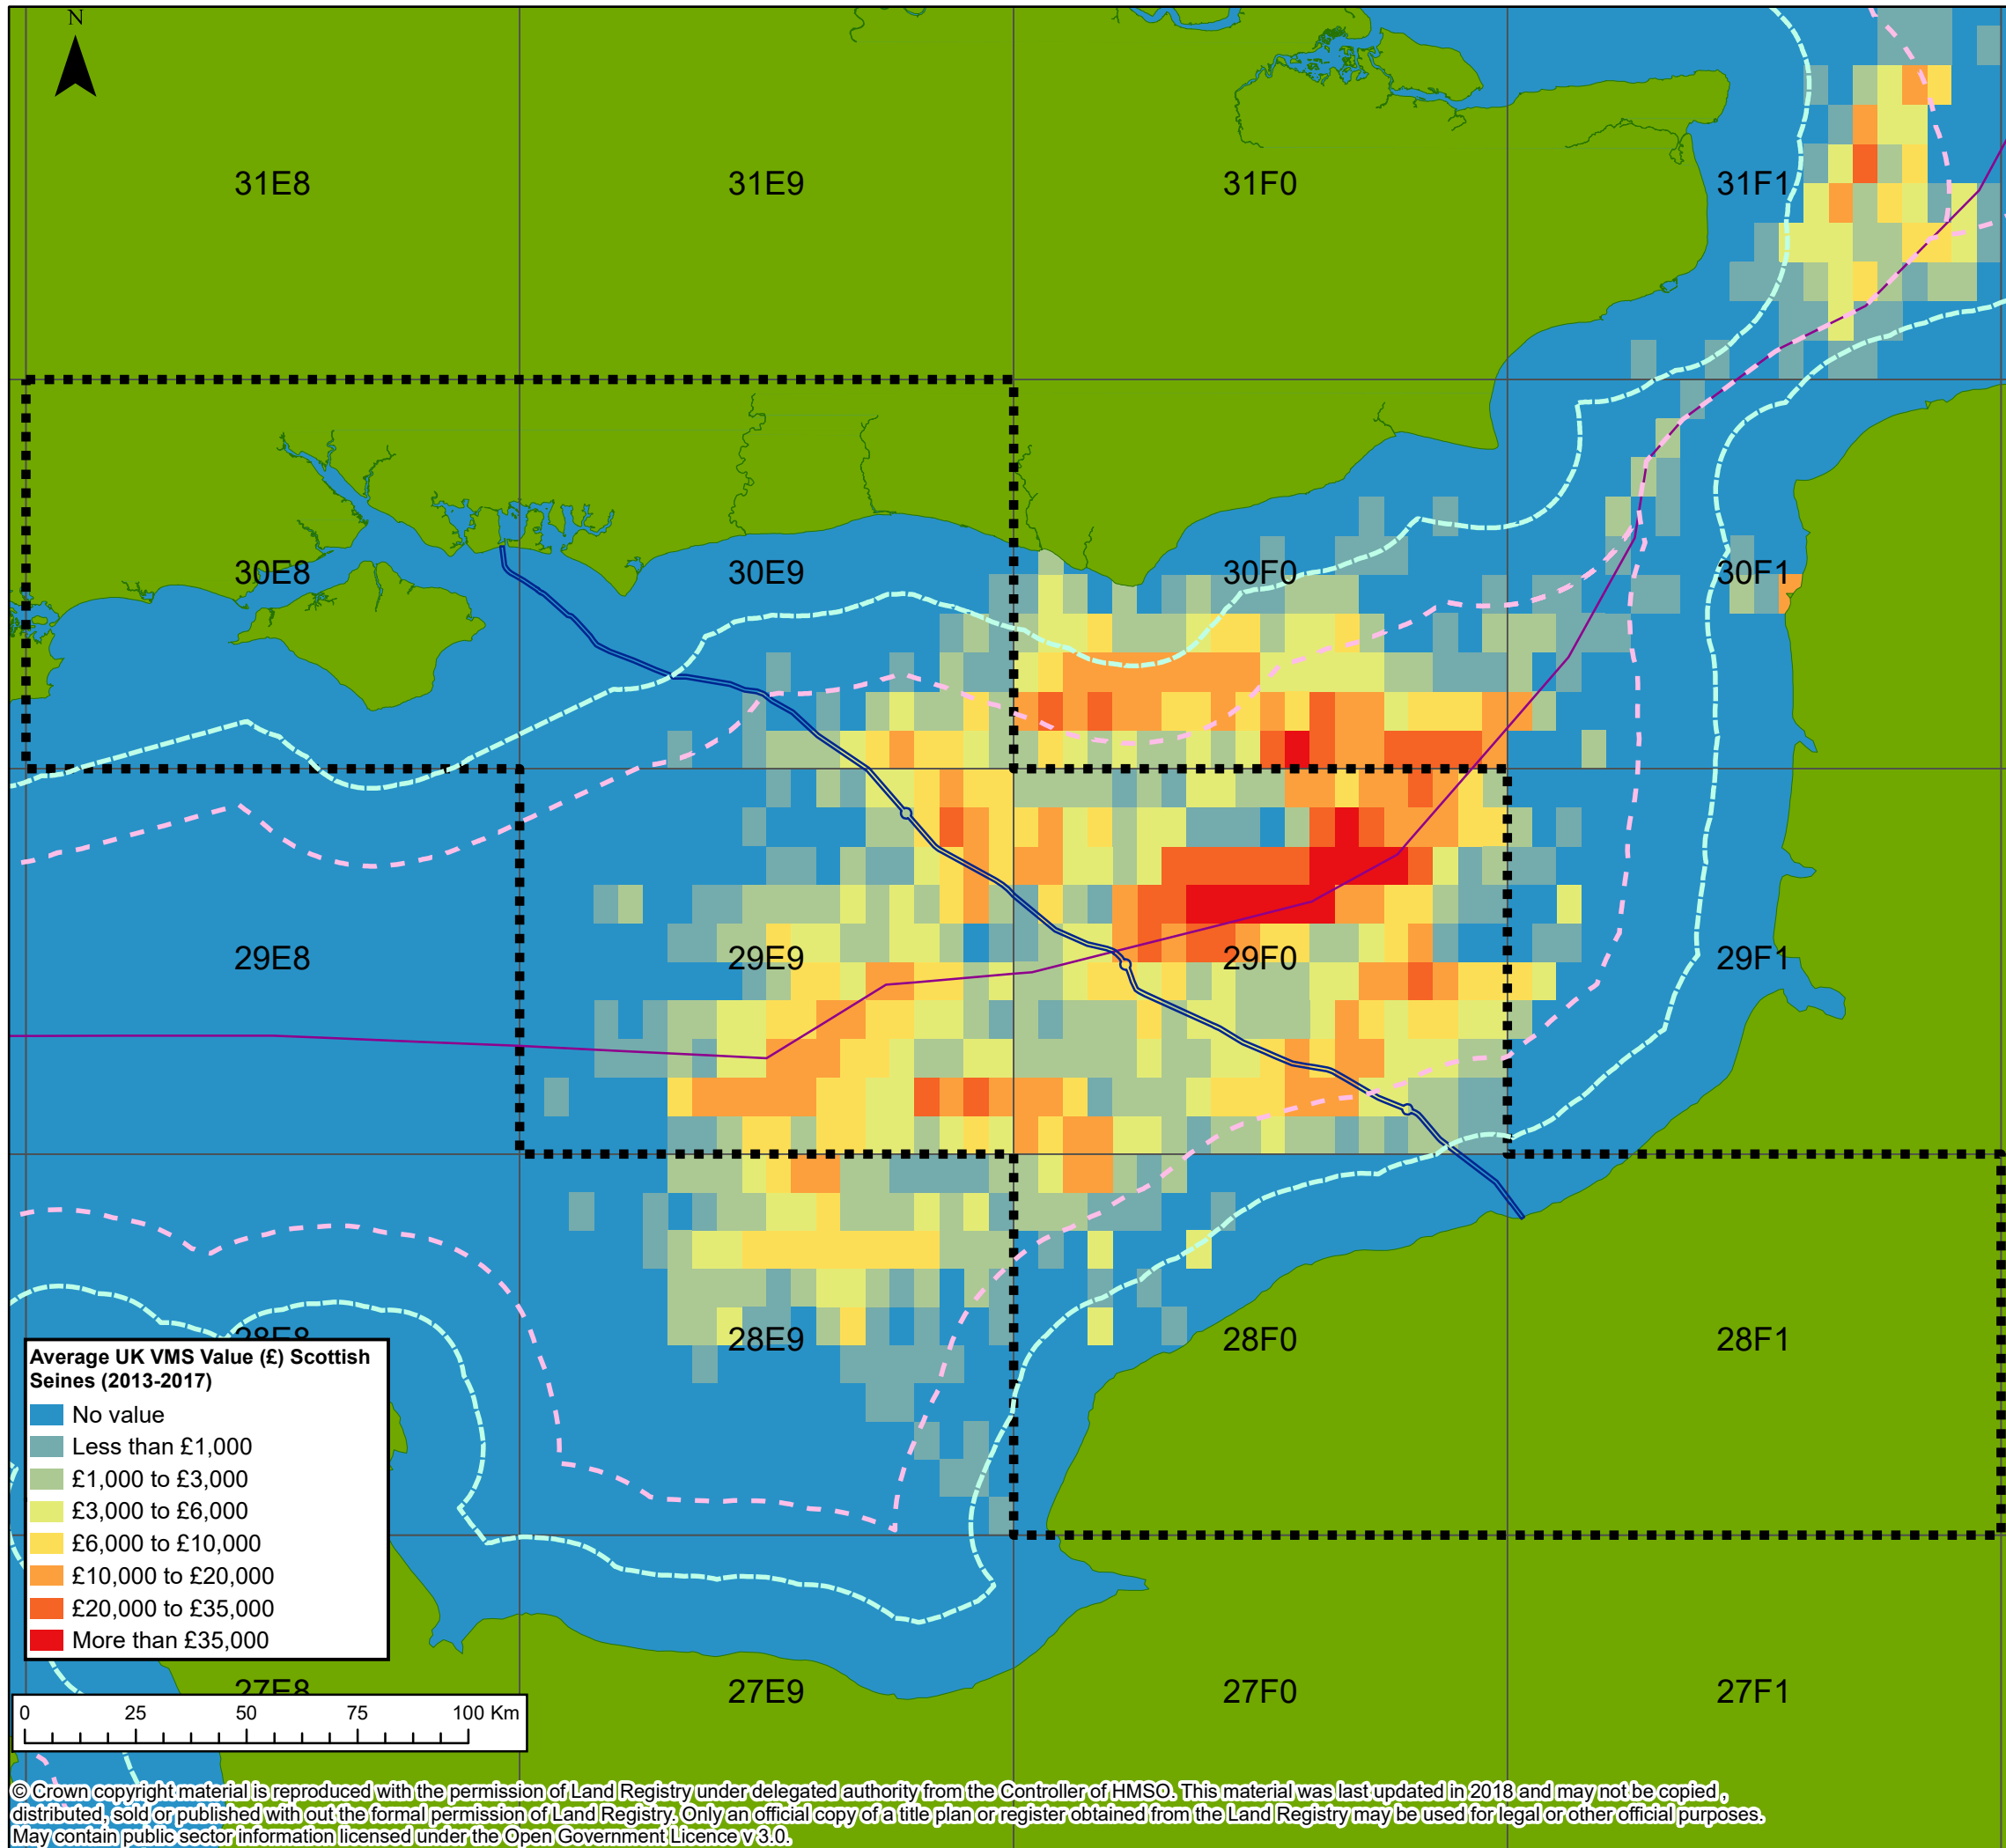 N
31E8 31E9 31F0 31F1
30E8 30E9 30F0 30F1
29E8 29E9 29F0 29F1
28E8 28E9 28F0 28F1
Average UK VMS Value (£) Scottish
Seines (2013-2017)
No value
Less than £1,000
£1,000 to £3,000
£3,000 to £6,000
£6,000 to £10,000
£10,000 to £20,000
£20,000 to £35,000
More than £35,000
27E8 27E9 27F0 27F1
0 25 50 75 100 Km
© Crown copyright material is reproduced with the permission of Land Registry under delegated authority from the Controller of HMSO. This material was last updated in 2018 and may not be copied ,
distributed, sold or published with out the formal permission of Land Registry. Only an official copy of a title plan or register obtained from the Land Registry may be used for legal or other official purposes.
May contain public sector information licensed under the Open Government Licence v 3.0.